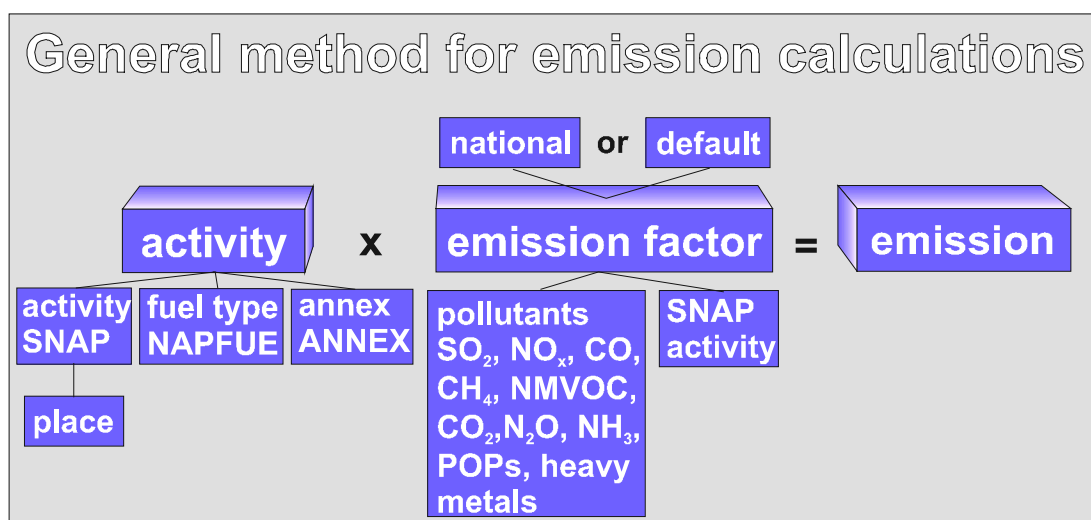 General method for emission calculations
national or default
activity x emission factor = emission
activity
SNAP
fuel type
NAPFUE
annex
ANNEX
place
pollutants
SO₂, NOₓ, CO,
CH₄, NMVOC,
CO₂,N₂O, NH₃,
POPs, heavy
metals
SNAP
activity